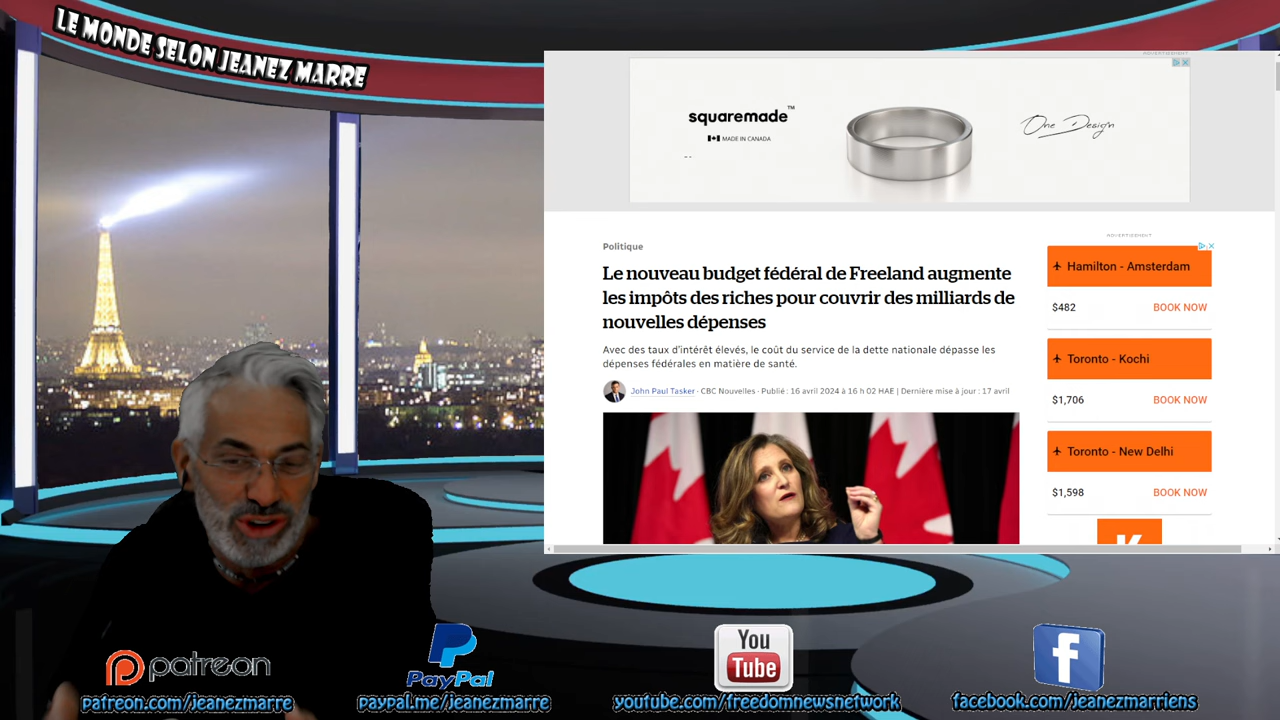 LE MONDE SELON JEANEZ MARRE
ADVERTISEMENT
squaremade™
MADE IN CANADA
One Design
Politique
Le nouveau budget fédéral de Freeland augmente
les impôts des riches pour couvrir des milliards de
nouvelles dépenses
Avec des taux d'intérêt élevés, le coût du service de la dette nationale dépasse les
dépenses fédérales en matière de santé.
John Paul Tasker · CBC Nouvelles · Publié : 16 avril 2024 à 16 h 02 HAE | Dernière mise à jour : 17 avril
ADVERTISEMENT
Hamilton - Amsterdam
$482 BOOK NOW
Toronto - Kochi
$1,706 BOOK NOW
Toronto - New Delhi
$1,598 BOOK NOW
patreon
patreon.com/jeanezmarre
PayPal
paypal.me/jeanezmarre
You
Tube
youtube.com/freedomnewsnetwork
f
facebook.com/jeanezmarriens